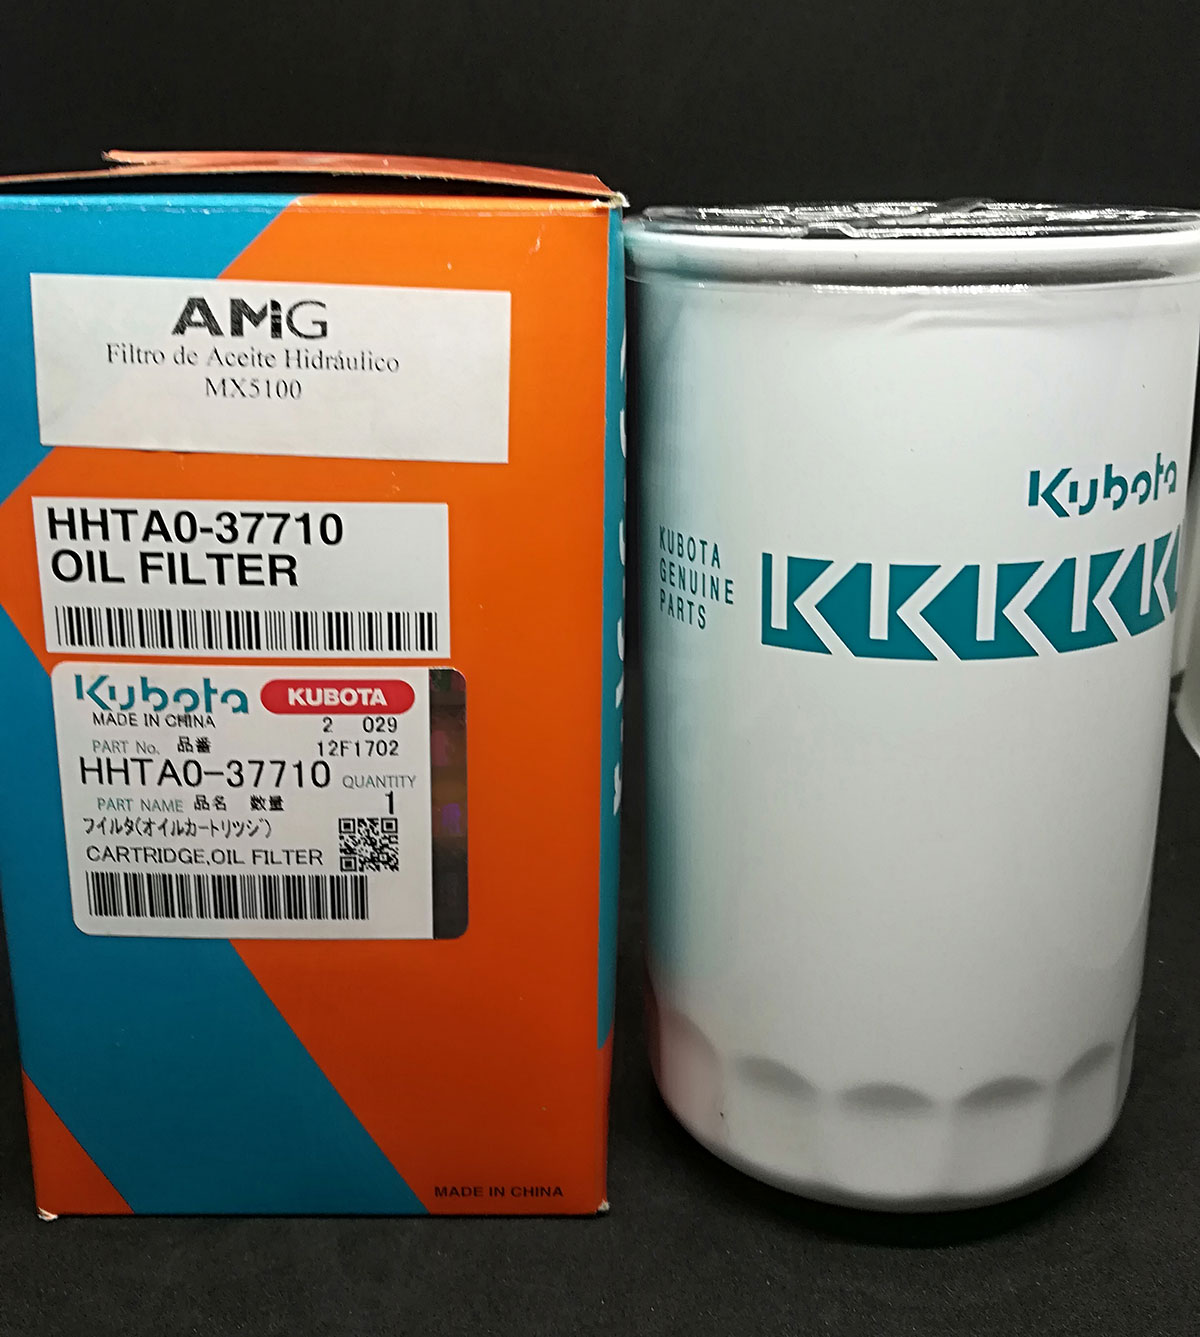 AMG
Filtro de Aceite Hidráulico
MX5100
HHTA0-37710
OIL FILTER
Kubota KUBOTA
MADE IN CHINA 2 029
PART No. 品番 12F1702
HHTA0-37710 QUANTITY
PART NAME 品名 数量 1
フイルタ(オイルカートリツジ)
CARTRIDGE,OIL FILTER
MADE IN CHINA
Kubota
KUBOTA
GENUINE
PARTS